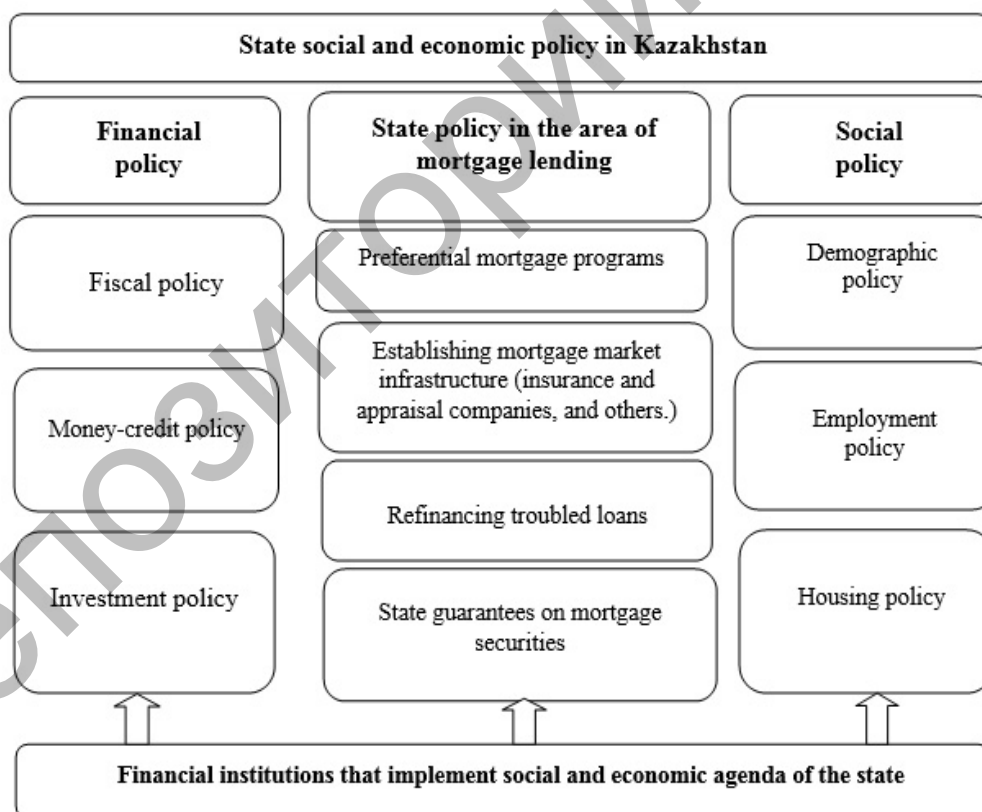 State social and economic policy in Kazakhstan
Financial
policy
State policy in the area of
mortgage lending
Social
policy
Fiscal policy
Money-credit policy
Investment policy
Preferential mortgage programs
Establishing mortgage market
infrastructure (insurance and
appraisal companies, and others.)
Refinancing troubled loans
State guarantees on mortgage
securities
Demographic
policy
Employment
policy
Housing policy
Financial institutions that implement social and economic agenda of the state